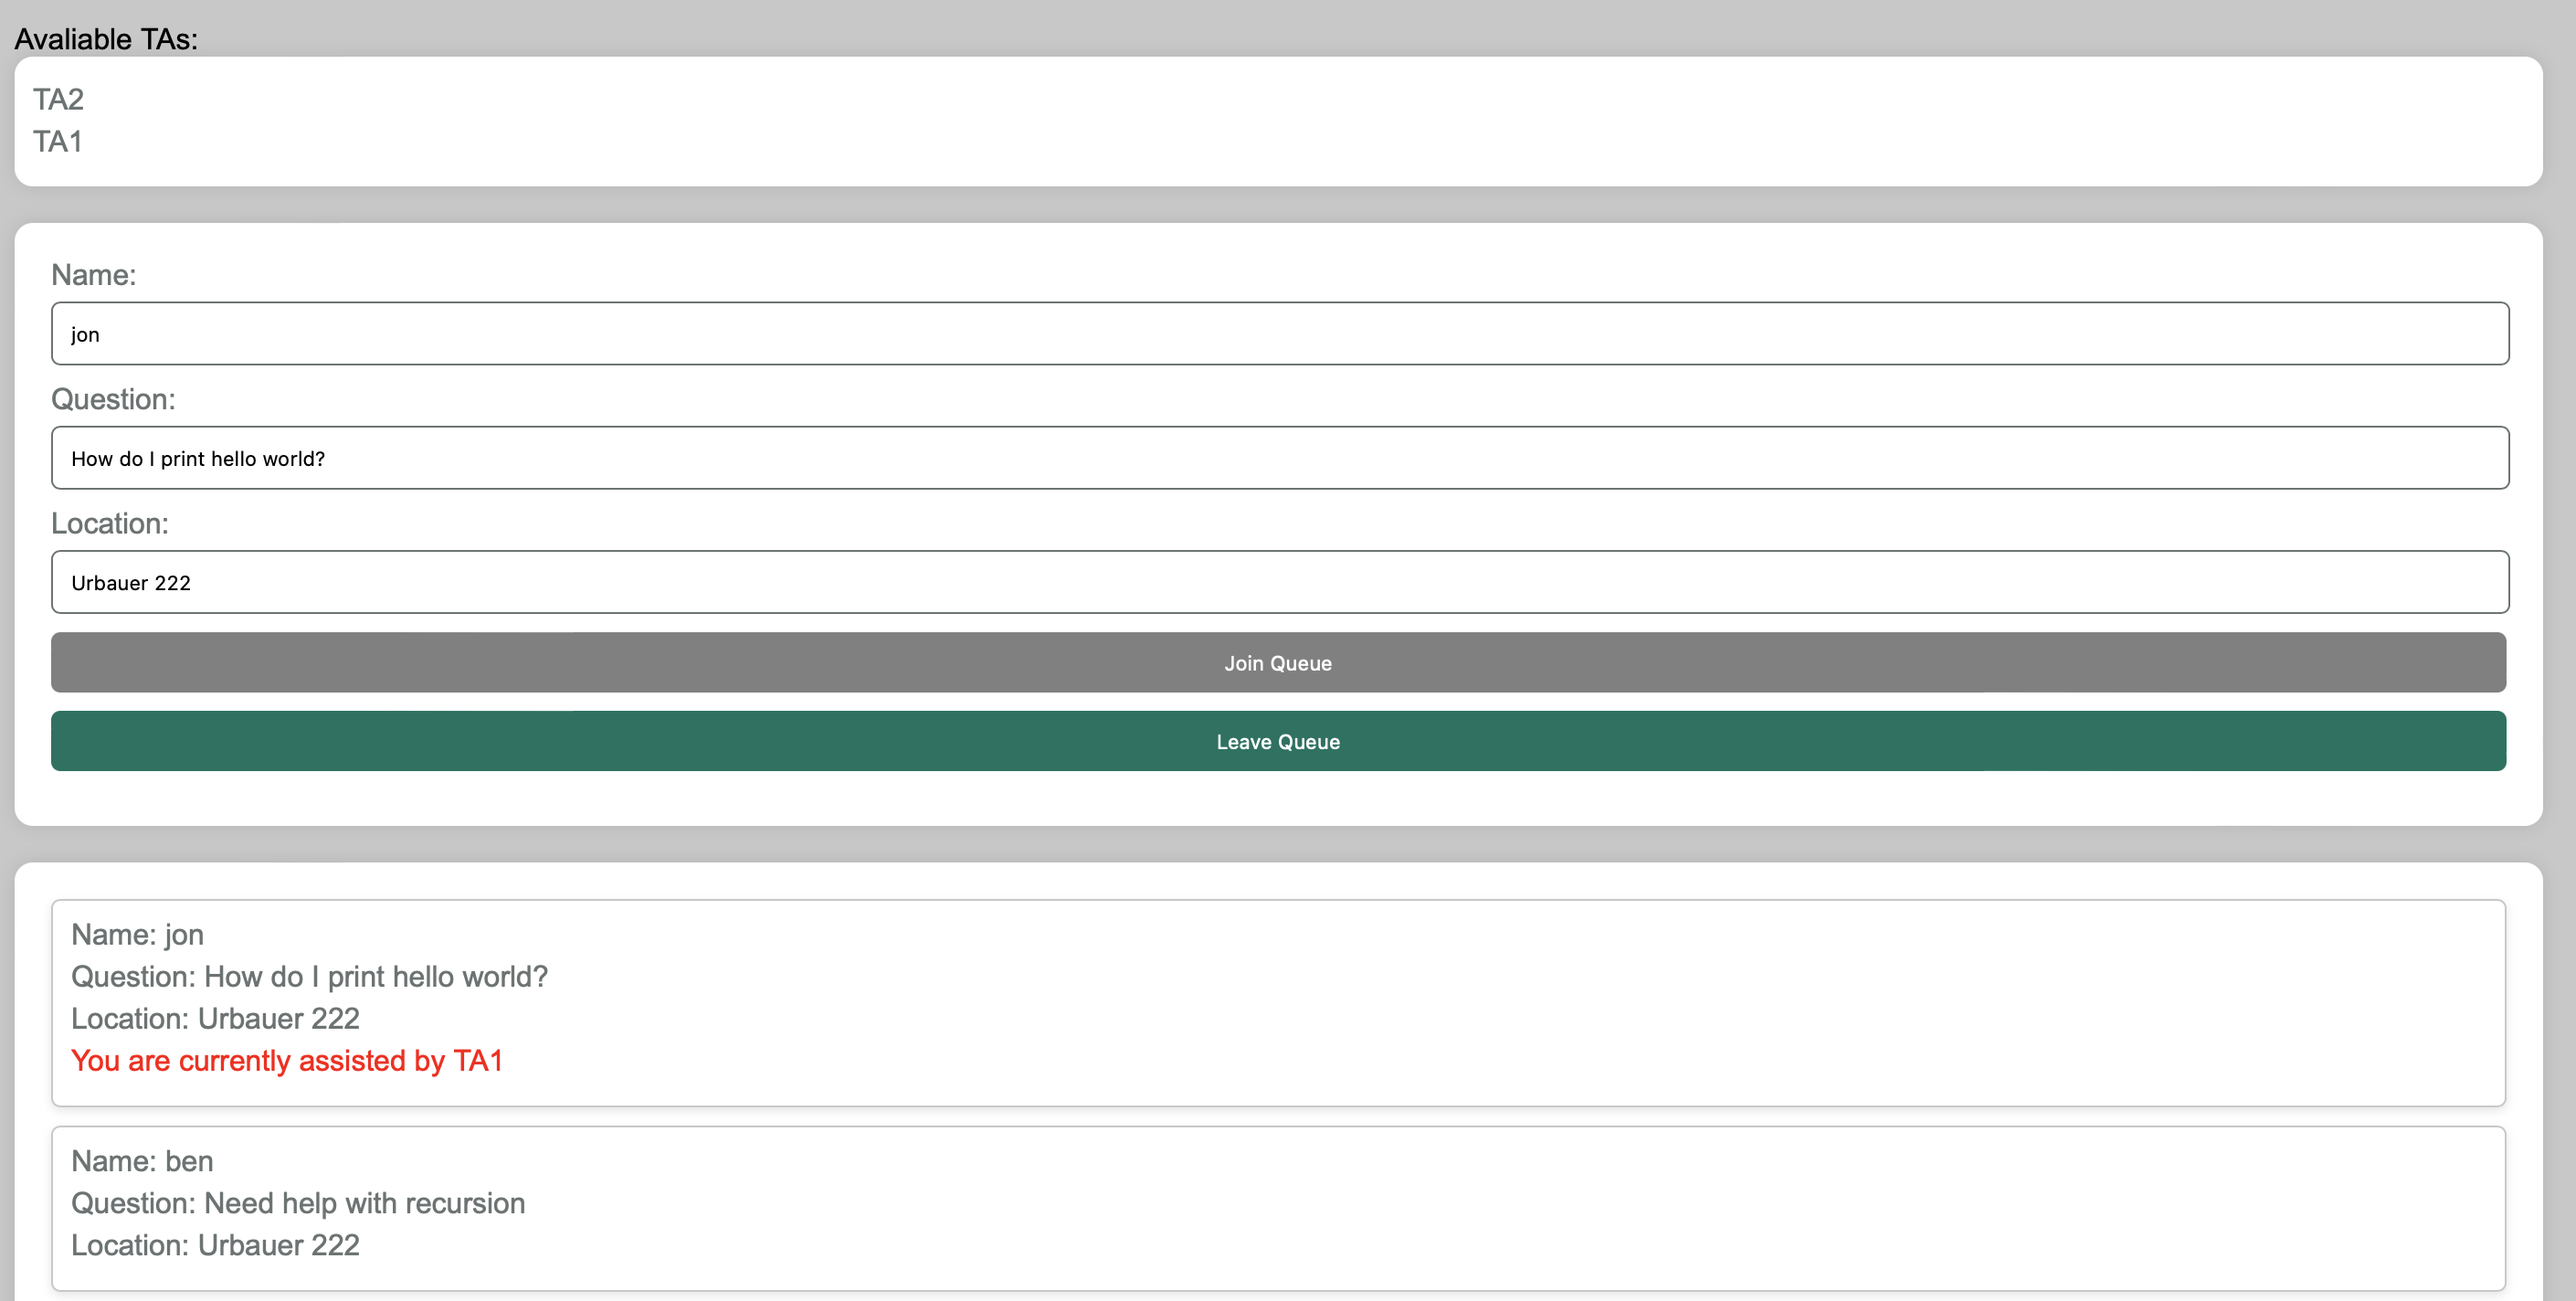 Avaliable TAs:
TA2
TA1
Name:
jon
Question:
How do I print hello world?
Location:
Urbauer 222
Join Queue
Leave Queue
Name: jon
Question: How do I print hello world?
Location: Urbauer 222
You are currently assisted by TA1
Name: ben
Question: Need help with recursion
Location: Urbauer 222